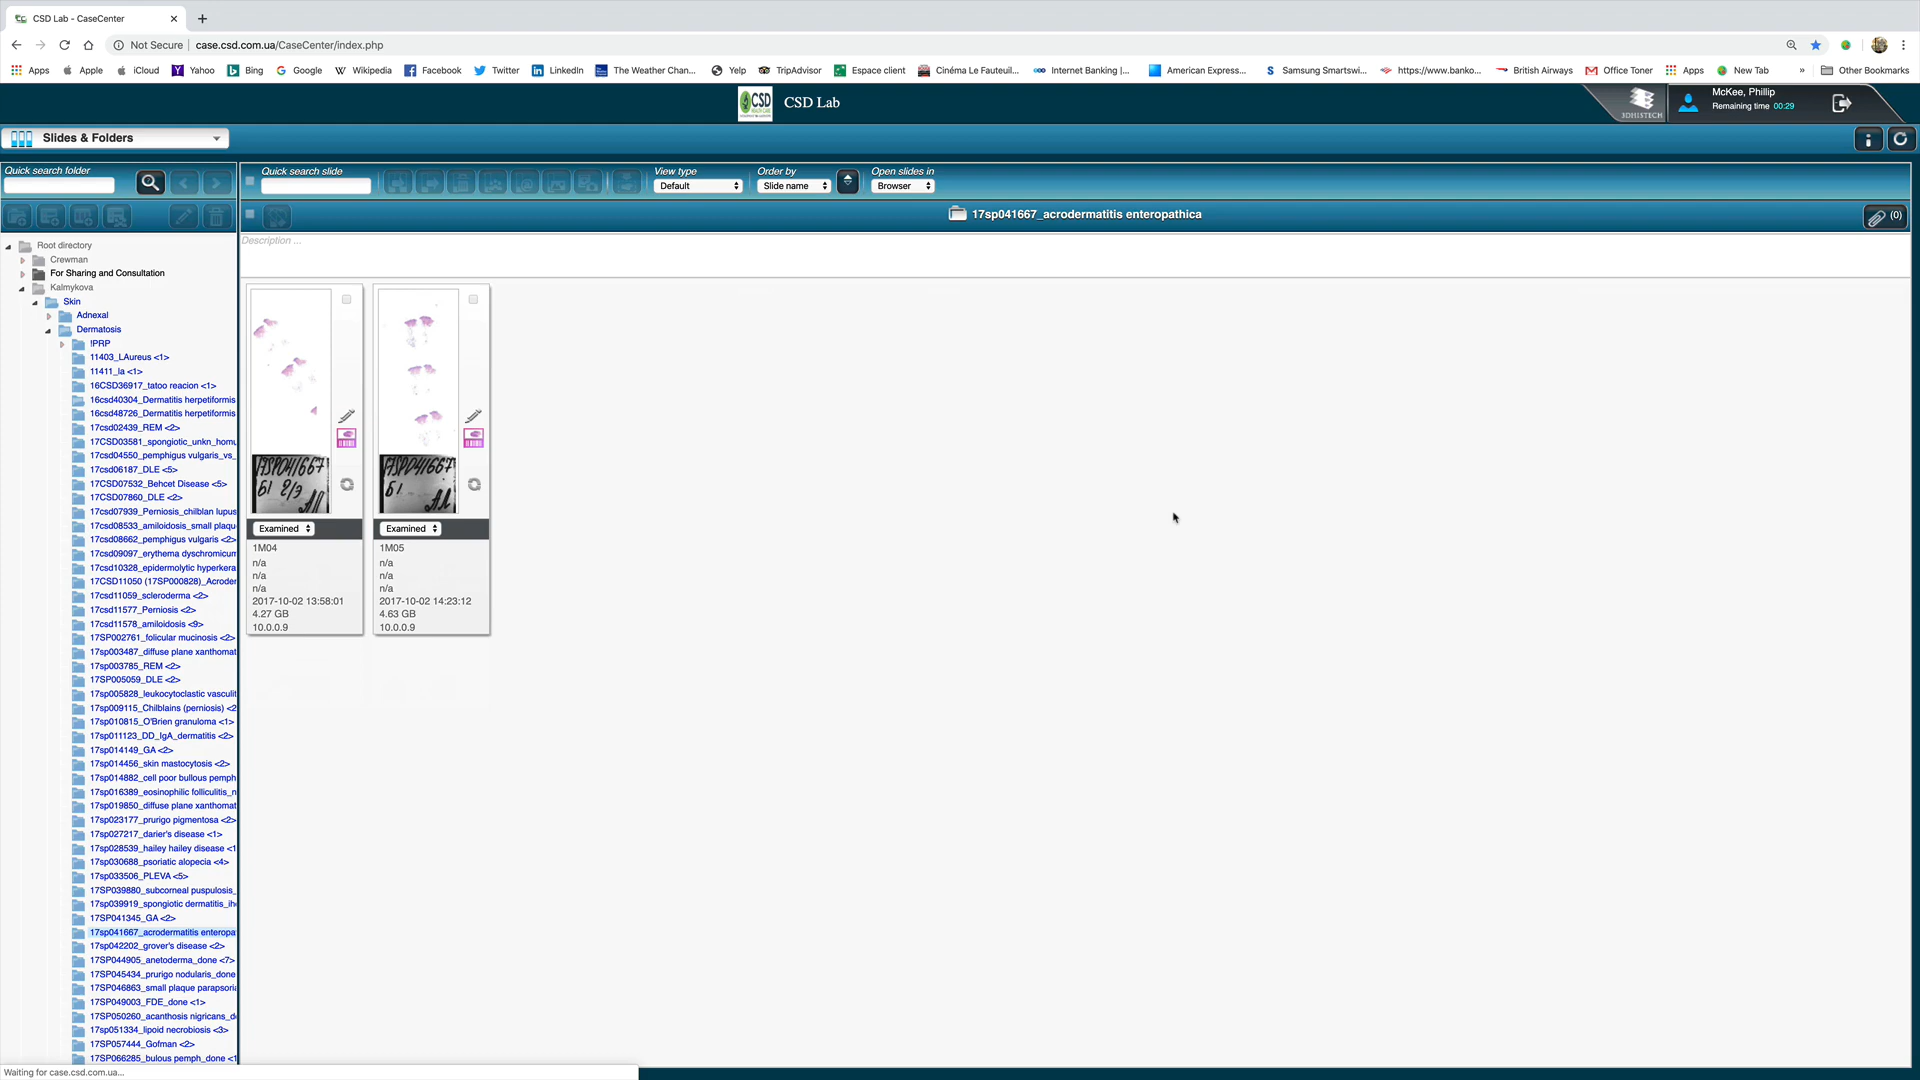 CSD Lab - CaseCenter
Not Secure case.csd.com.ua/CaseCenter/index.php
Apps Apple iCloud Yahoo Bing Google Wikipedia Facebook Twitter LinkedIn The Weather Chan... Yelp TripAdvisor Espace client Cinéma Le Fauteuil... Internet Banking |... American Express... Samsung Smartswi... https://www.banko... British Airways Office Toner Apps New Tab » Other Bookmarks
CSD CSD Lab
3DHISTECH
McKee, Phillip
Remaining time 00:29
Slides & Folders
Quick search folder
Quick search slide
View type
Default
Order by
Slide name
Open slides in
Browser
17sp041667_acrodermatitis enteropathica
(0)
Description ...
Root directory
Crewman
For Sharing and Consultation
Kalmykova
Skin
Adnexal
Dermatosis
!PRP
11403_LAureus <1>
11411_la <1>
16CSD36917_tatoo reacion <1>
16csd40304_Dermatitis herpetiformis
16csd48726_Dermatitis herpetiformis
17csd02439_REM <2>
17CSD03581_spongiotic_unkn_homu
17csd04550_pemphigus vulgaris_vs_
17csd06187_DLE <5>
17CSD07532_Behcet Disease <5>
17CSD07860_DLE <2>
17csd07939_Perniosis_chilblan lupus
17csd08533_amiloidosis_small plaqu
17csd08662_pemphigus vulgaris <2>
17csd09097_erythema dyschromicum
17csd10328_epidermolytic hyperkera
17CSD11050 (17SP000828)_Acroder
17csd11059_scleroderma <2>
17csd11577_Perniosis <2>
17csd11578_amiloidosis <9>
17SP002761_folicular mucinosis <2>
17sp003487_diffuse plane xanthomat
17sp003785_REM <2>
17SP005059_DLE <2>
17sp005828_leukocytoclastic vasculit
17sp009115_Chilblains (perniosis) <2
17sp010815_O'Brien granuloma <1>
17sp011123_DD_IgA_dermatitis <2>
17sp014149_GA <2>
17sp014456_skin mastocytosis <2>
17sp014882_cell poor bullous pemph
17sp016389_eosinophilic folliculitis_n
17sp019850_diffuse plane xanthomat
17sp023177_prurigo pigmentosa <2>
17sp027217_darier's disease <1>
17sp028539_hailey hailey disease <1
17sp030688_psoriatic alopecia <4>
17sp033506_PLEVA <5>
17SP039880_subcorneal puspulosis_
17sp039919_spongiotic dermatitis_ih
17SP041345_GA <2>
17sp041667_acrodermatitis enteropa
17sp042202_grover's disease <2>
17SP044905_anetoderma_done <7>
17SP045434_prurigo nodularis_done
17SP046863_small plaque parapsoria
17SP049003_FDE_done <1>
17SP050260_acanthosis nigricans_d
17sp051334_lipoid necrobiosis <3>
17SP057444_Gofman <2>
17SP066285_bulous pemph_done <1
17SP041667
Б1 2/Э
АЛ
Examined
1M04
n/a
n/a
n/a
2017-10-02 13:58:01
4.27 GB
10.0.0.9
17SP041667
Б1
АЛ
Examined
1M05
n/a
n/a
n/a
2017-10-02 14:23:12
4.63 GB
10.0.0.9
Waiting for case.csd.com.ua...